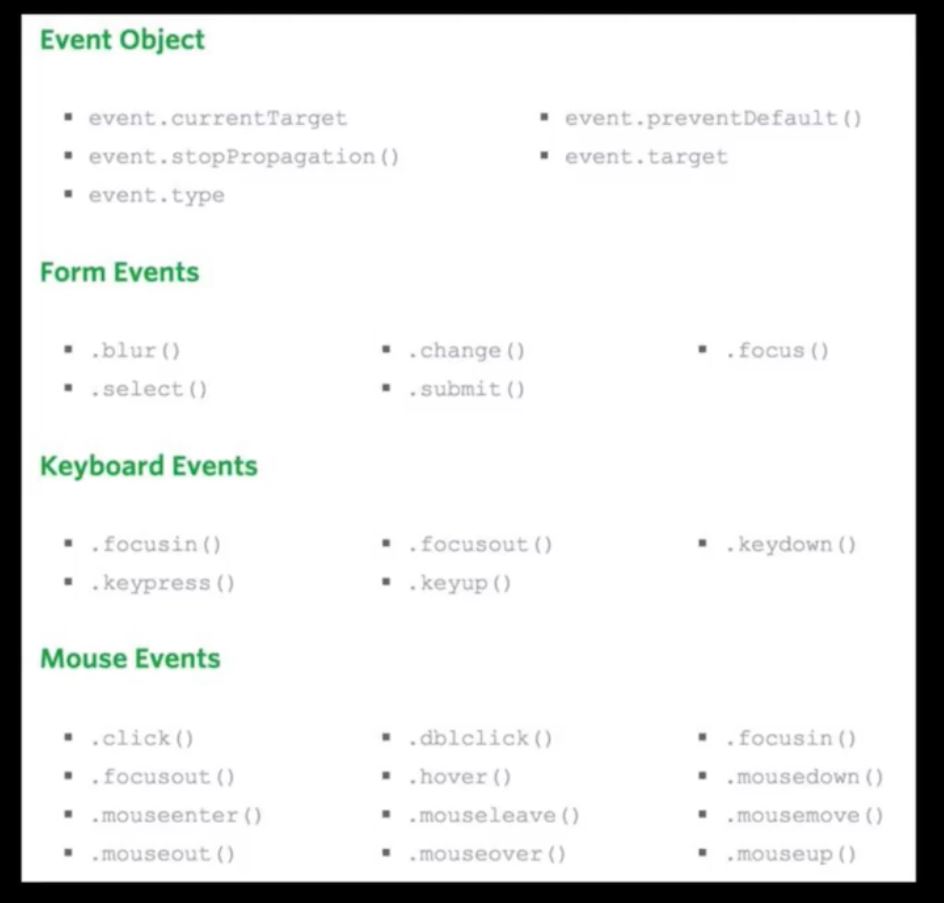 Event Object
event.currentTarget event.preventDefault()
event.stopPropagation() event.target
event.type
Form Events
.blur() .change() .focus()
.select() .submit()
Keyboard Events
.focusin() .focusout() .keydown()
.keypress() .keyup()
Mouse Events
.click() .dblclick() .focusin()
.focusout() .hover() .mousedown()
.mouseenter() .mouseleave() .mousemove()
.mouseout() .mouseover() .mouseup()